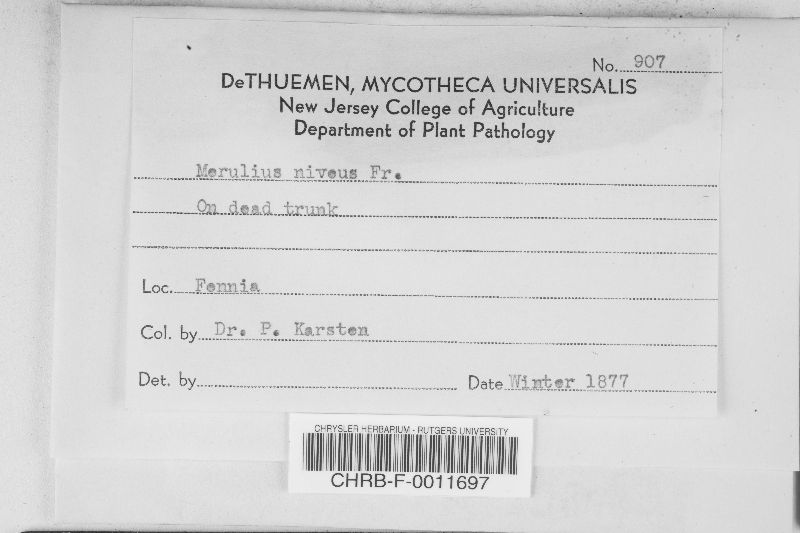 No. 907
DeTHUEMEN, MYCOTHECA UNIVERSALIS
New Jersey College of Agriculture
Department of Plant Pathology
Merulius niveus Fr.
On dead trunk
Loc. Fennia
Col. by Dr. P. Karsten
Det. by
Date Winter 1877
CHRYSLER HERBARIUM - RUTGERS UNIVERSITY
CHRB-F-0011697